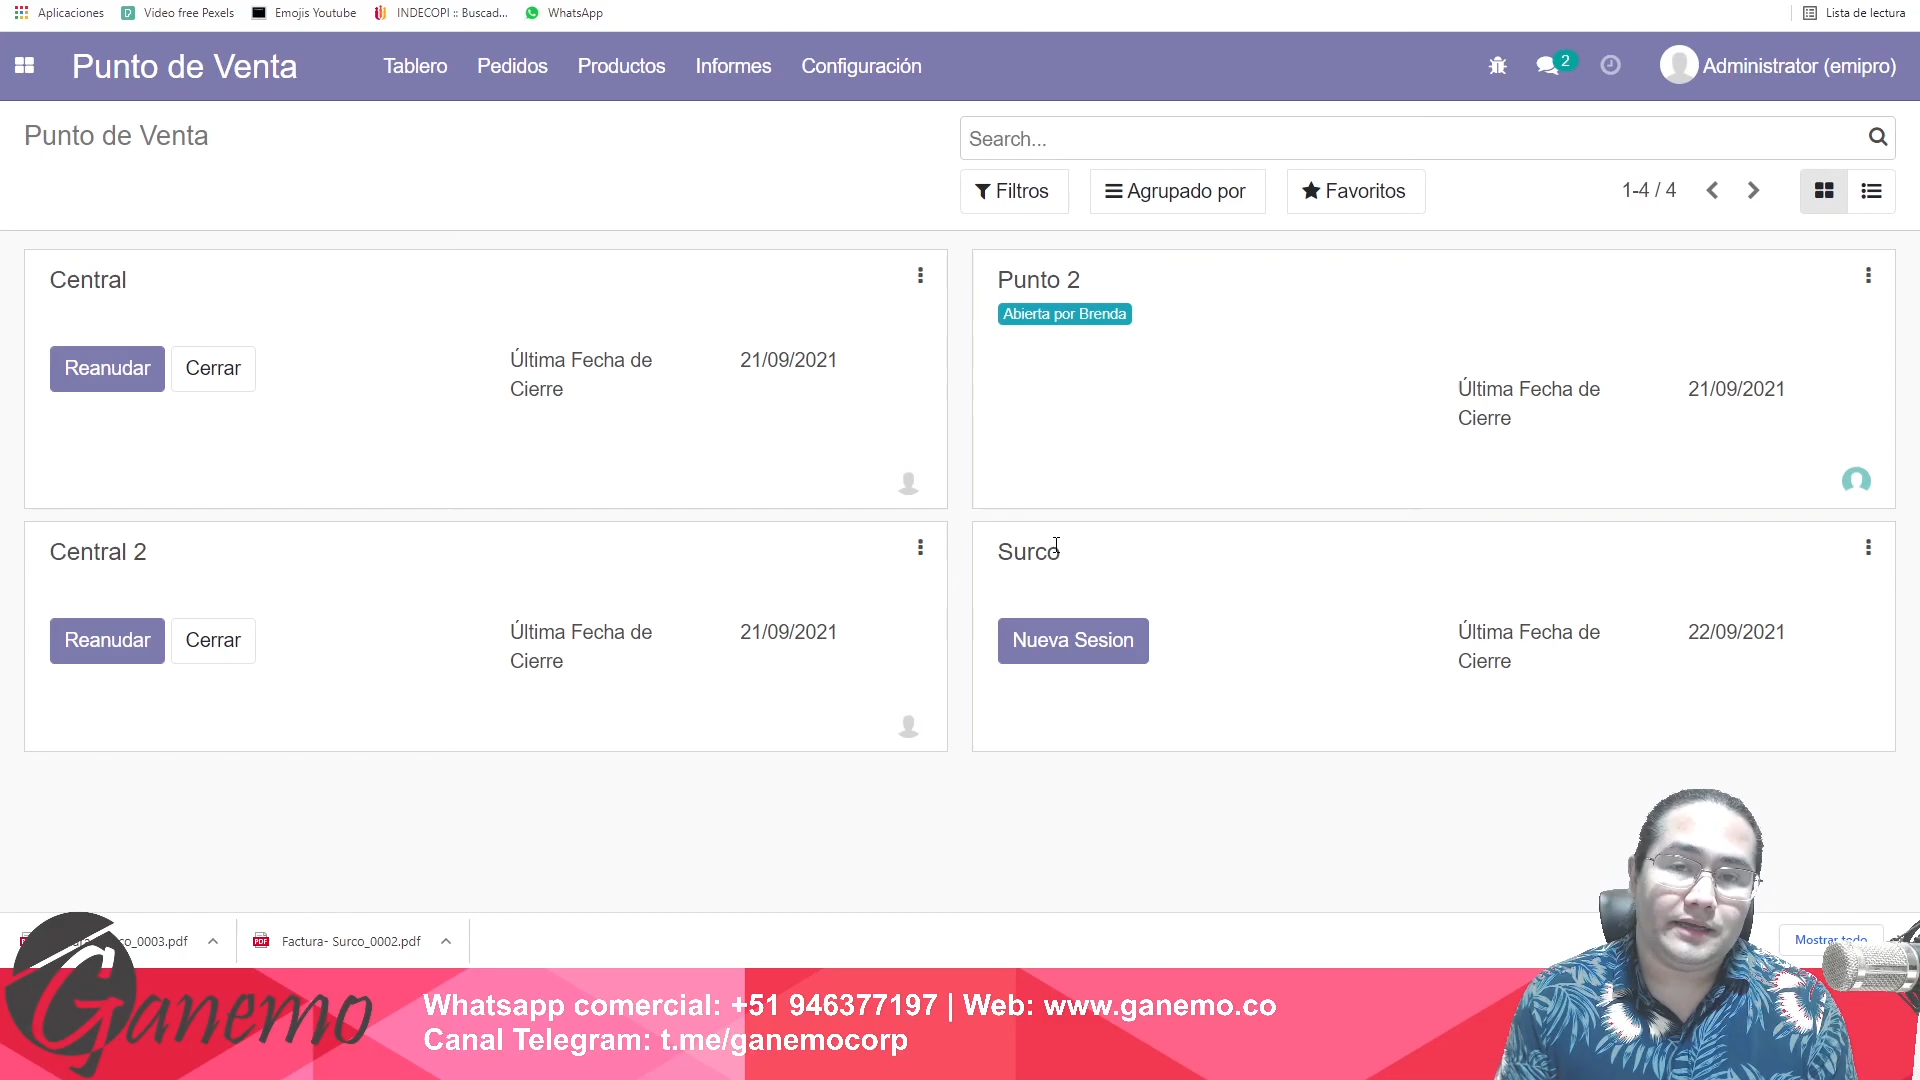 Aplicaciones
Video free Pexels
Emojis Youtube
INDECOPI :: Buscad...
WhatsApp
Lista de lectura
Punto de Venta
Tablero
Pedidos
Productos
Informes
Configuración
2
Administrator (emipro)
Punto de Venta
Search...
Filtros
Agrupado por
Favoritos
1-4 / 4
Central
Reanudar
Cerrar
Última Fecha de
Cierre
21/09/2021
Punto 2
Abierta por Brenda
Última Fecha de
Cierre
21/09/2021
Central 2
Reanudar
Cerrar
Última Fecha de
Cierre
21/09/2021
Surco
Nueva Sesion
Última Fecha de
Cierre
22/09/2021
co_0003.pdf
Factura- Surco_0002.pdf
Mostrar todo
Ganemo
Whatsapp comercial: +51 946377197 | Web: www.ganemo.co
Canal Telegram: t.me/ganemocorp